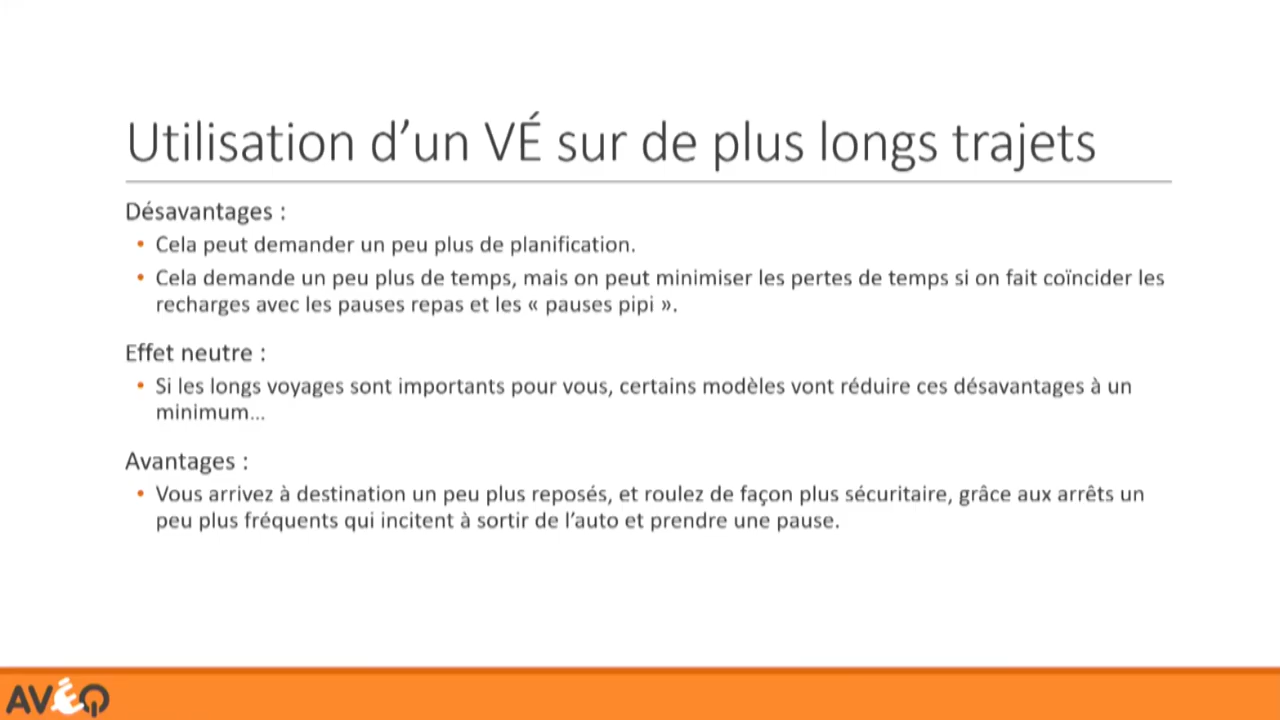 Utilisation d’un VÉ sur de plus longs trajets
Désavantages :
• Cela peut demander un peu plus de planification.
• Cela demande un peu plus de temps, mais on peut minimiser les pertes de temps si on fait coïncider les
recharges avec les pauses repas et les « pauses pipi ».
Effet neutre :
• Si les longs voyages sont importants pour vous, certains modèles vont réduire ces désavantages à un
minimum…
Avantages :
• Vous arrivez à destination un peu plus reposés, et roulez de façon plus sécuritaire, grâce aux arrêts un
peu plus fréquents qui incitent à sortir de l’auto et prendre une pause.
AVÉQ